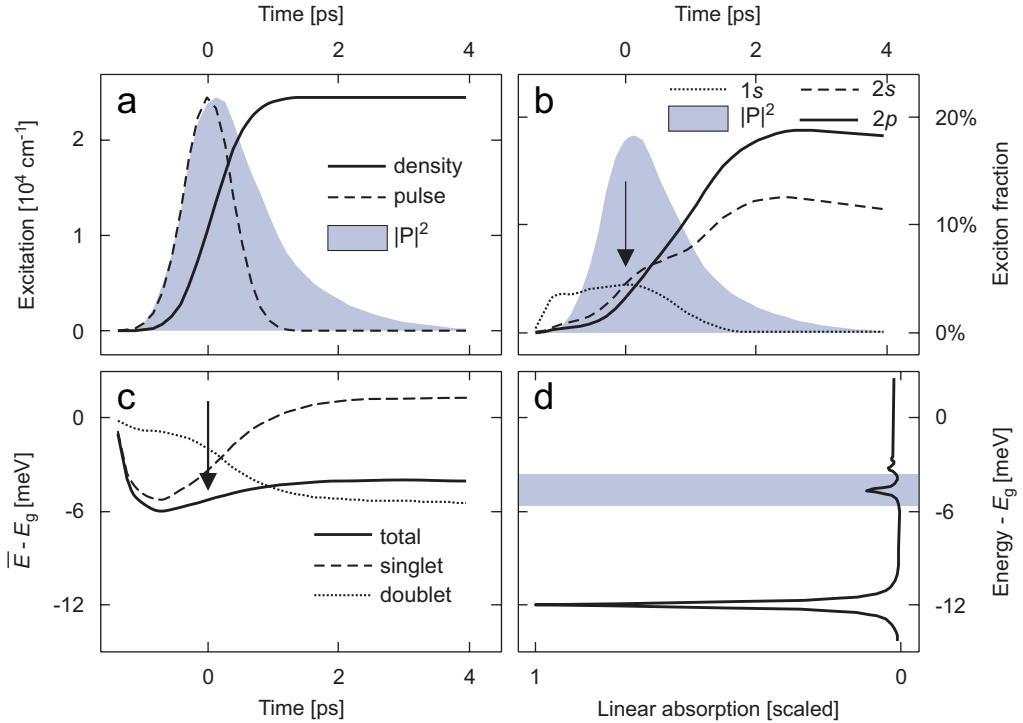 Time [ps]
Time [ps]
0 2 4
0 2 4
a
b
1s
2s
|P|²
2p
density
pulse
|P|²
Excitation [10⁴ cm⁻¹]
2
1
0
20%
10%
0%
Exciton fraction
c
d
0
-6
-12
E̅ - E_g [meV]
total
singlet
doublet
0
-6
-12
Energy - E_g [meV]
0 2 4
1 0
Time [ps]
Linear absorption [scaled]